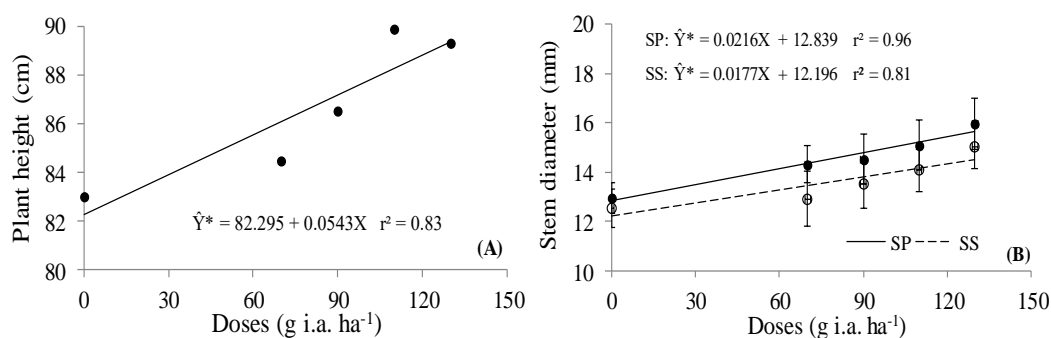 Plant height (cm)
90
88
86
84
82
80
Ŷ* = 82.295 + 0.0543X r² = 0.83
(A)
0 30 60 90 120 150
Doses (g i.a. ha⁻¹)
Stem diameter (mm)
20
18
16
14
12
10
SP: Ŷ* = 0.0216X + 12.839 r² = 0.96
SS: Ŷ* = 0.0177X + 12.196 r² = 0.81
SP SS
(B)
0 30 60 90 120 150
Doses (g i.a. ha⁻¹)